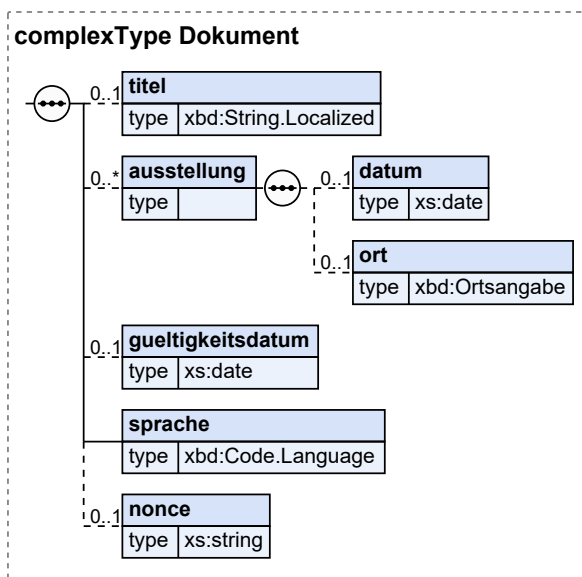 complexType Dokument
0..1 titel
type xbd:String.Localized
0..* ausstellung 0..1 datum
type type xs:date
0..1 ort
type xbd:Ortsangabe
0..1 gueltigkeitsdatum
type xs:date
sprache
type xbd:Code.Language
0..1 nonce
type xs:string